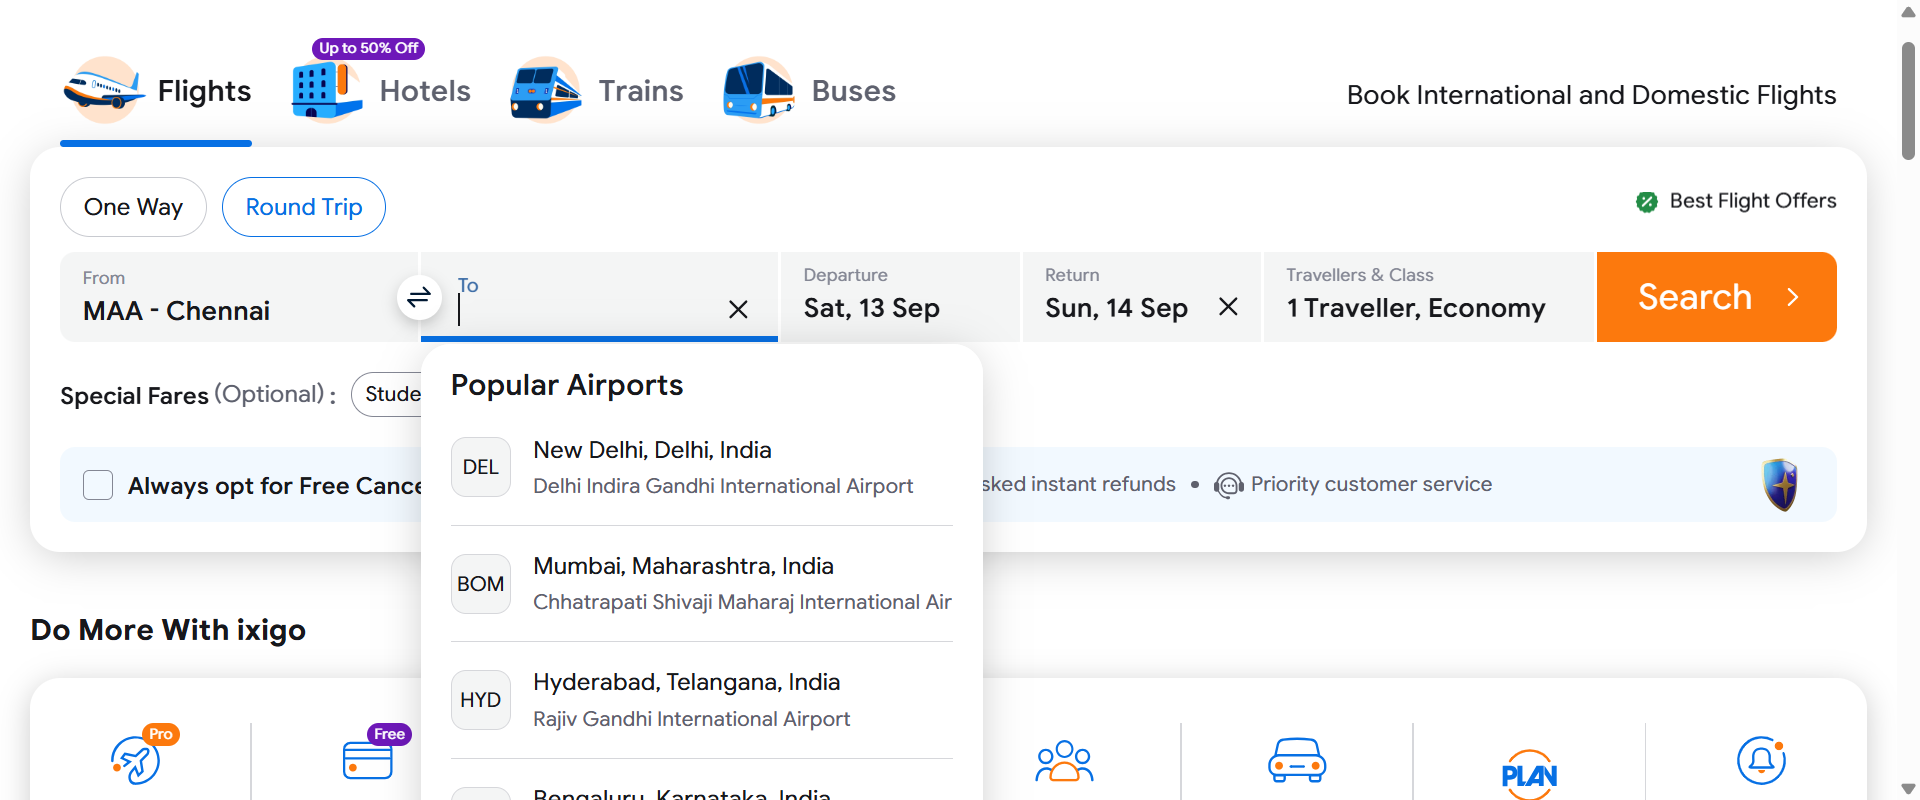 Up to 50% Off
Flights
Hotels
Trains
Buses
Book International and Domestic Flights
One Way
Round Trip
Best Flight Offers
From
MAA - Chennai
To
Departure
Sat, 13 Sep
Return
Sun, 14 Sep
Travellers & Class
1 Traveller, Economy
Search
Special Fares (Optional) :
Stude
Always opt for Free Cance
sked instant refunds • Priority customer service
Popular Airports
DEL
New Delhi, Delhi, India
Delhi Indira Gandhi International Airport
BOM
Mumbai, Maharashtra, India
Chhatrapati Shivaji Maharaj International Air
HYD
Hyderabad, Telangana, India
Rajiv Gandhi International Airport
Bengaluru, Karnataka, India
Do More With ixigo
Pro
Free
PLAN